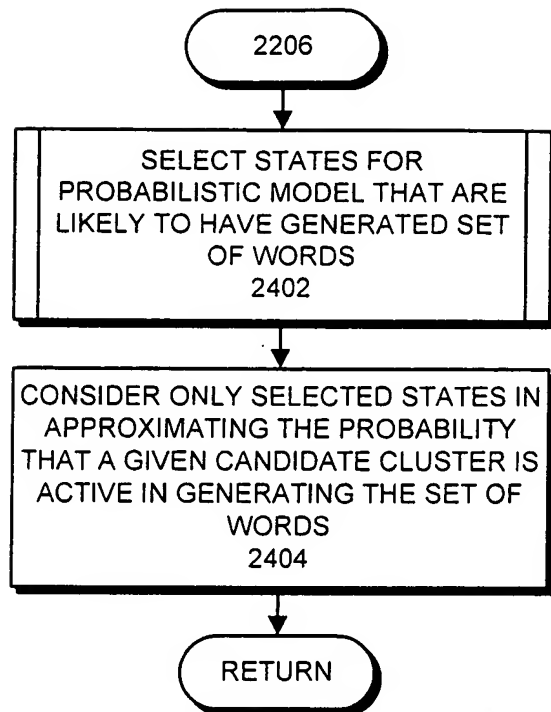 2206
SELECT STATES FOR
PROBABILISTIC MODEL THAT ARE
LIKELY TO HAVE GENERATED SET
OF WORDS
2402
CONSIDER ONLY SELECTED STATES IN
APPROXIMATING THE PROBABILITY
THAT A GIVEN CANDIDATE CLUSTER IS
ACTIVE IN GENERATING THE SET OF
WORDS
2404
RETURN